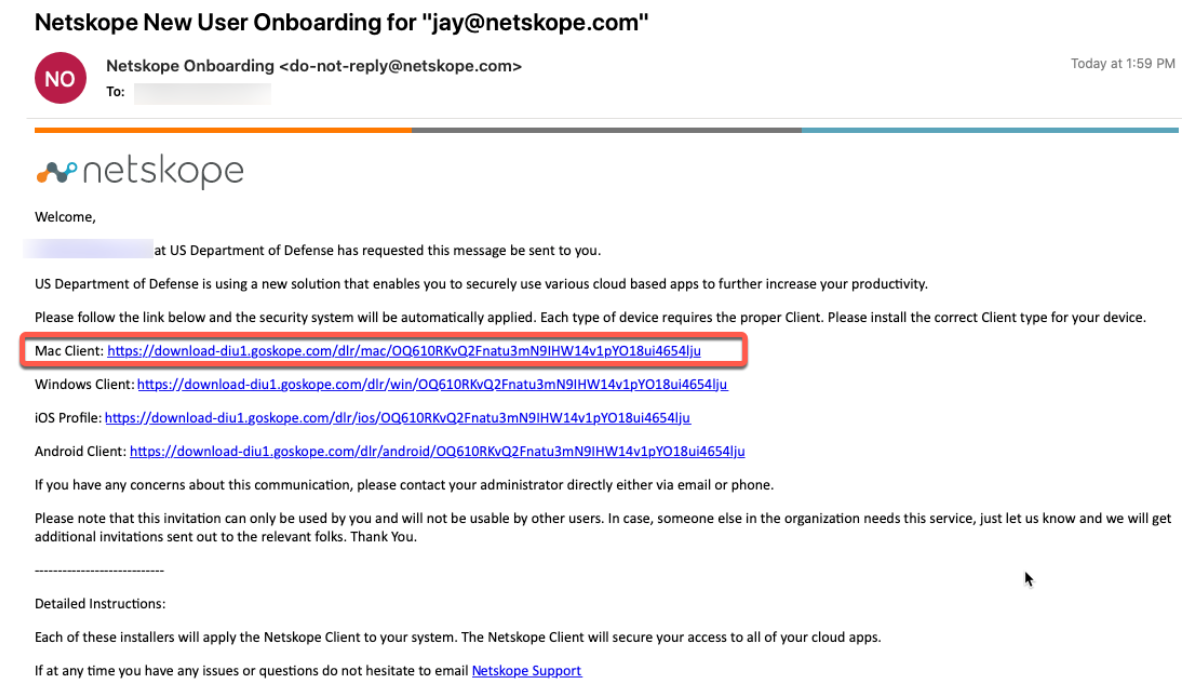 Netskope New User Onboarding for "jay@netskope.com"
NO
Netskope Onboarding <do-not-reply@netskope.com>
Today at 1:59 PM
To:
netskope
Welcome,
at US Department of Defense has requested this message be sent to you.
US Department of Defense is using a new solution that enables you to securely use various cloud based apps to further increase your productivity.
Please follow the link below and the security system will be automatically applied. Each type of device requires the proper Client. Please install the correct Client type for your device.
Mac Client: https://download-diu1.goskope.com/dlr/mac/OQ610RKvQ2Fnatu3mN9IHW14v1pYO18ui4654lju
Windows Client: https://download-diu1.goskope.com/dlr/win/OQ610RKvQ2Fnatu3mN9IHW14v1pYO18ui4654lju
iOS Profile: https://download-diu1.goskope.com/dlr/ios/OQ610RKvQ2Fnatu3mN9IHW14v1pYO18ui4654lju
Android Client: https://download-diu1.goskope.com/dlr/android/OQ610RKvQ2Fnatu3mN9IHW14v1pYO18ui4654lju
If you have any concerns about this communication, please contact your administrator directly either via email or phone.
Please note that this invitation can only be used by you and will not be usable by other users. In case, someone else in the organization needs this service, just let us know and we will get
additional invitations sent out to the relevant folks. Thank You.
----------------------------
Detailed Instructions:
Each of these installers will apply the Netskope Client to your system. The Netskope Client will secure your access to all of your cloud apps.
If at any time you have any issues or questions do not hesitate to email Netskope Support